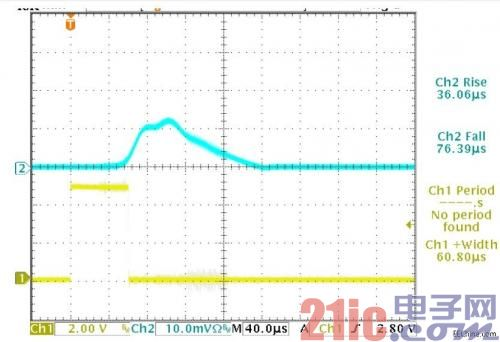 T
Ch2 Rise
36.06µs
Ch2 Fall
76.39µs
2
Ch1 Period
----.s
No period
found
Ch1 +Width
60.80µs
1
21ic电子网
Ch1 2.00 V Ch2 10.0mVΩ M 40.0µs A Ch1 2.80 V